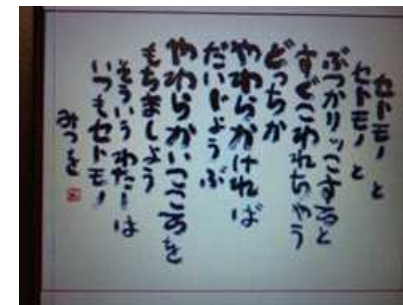 セトモノと
セトモノと
ぶつかりッこすると
すぐこわれちゃう
どっちか
やわらかければ
だいじょうぶ
やわらかいこころを
もちましょう
そういうわたしは
いつもセトモノ
みつを